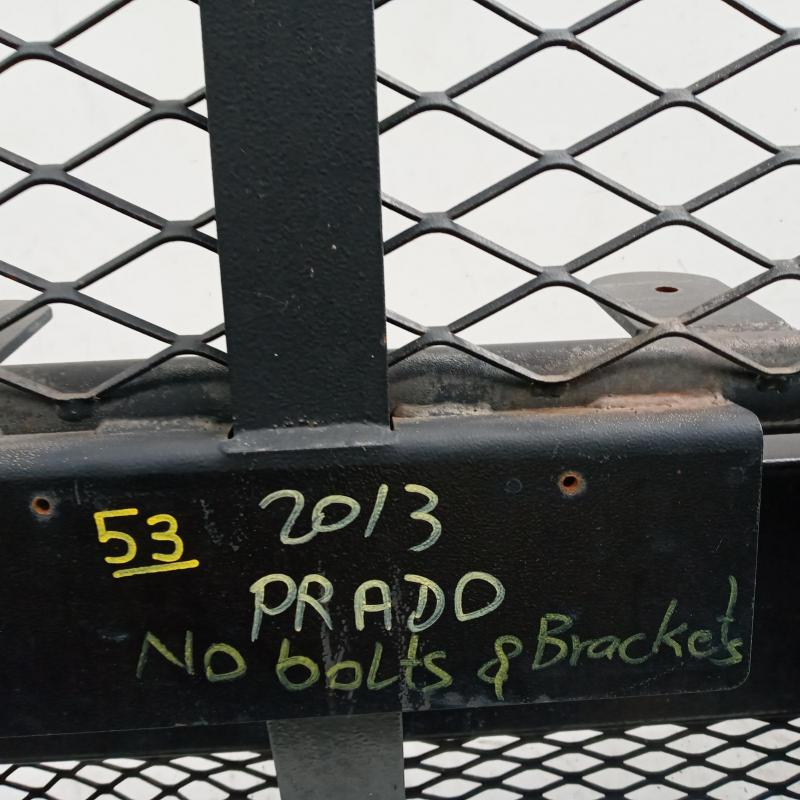 53
2013
PRADO
No bolts & Brackets